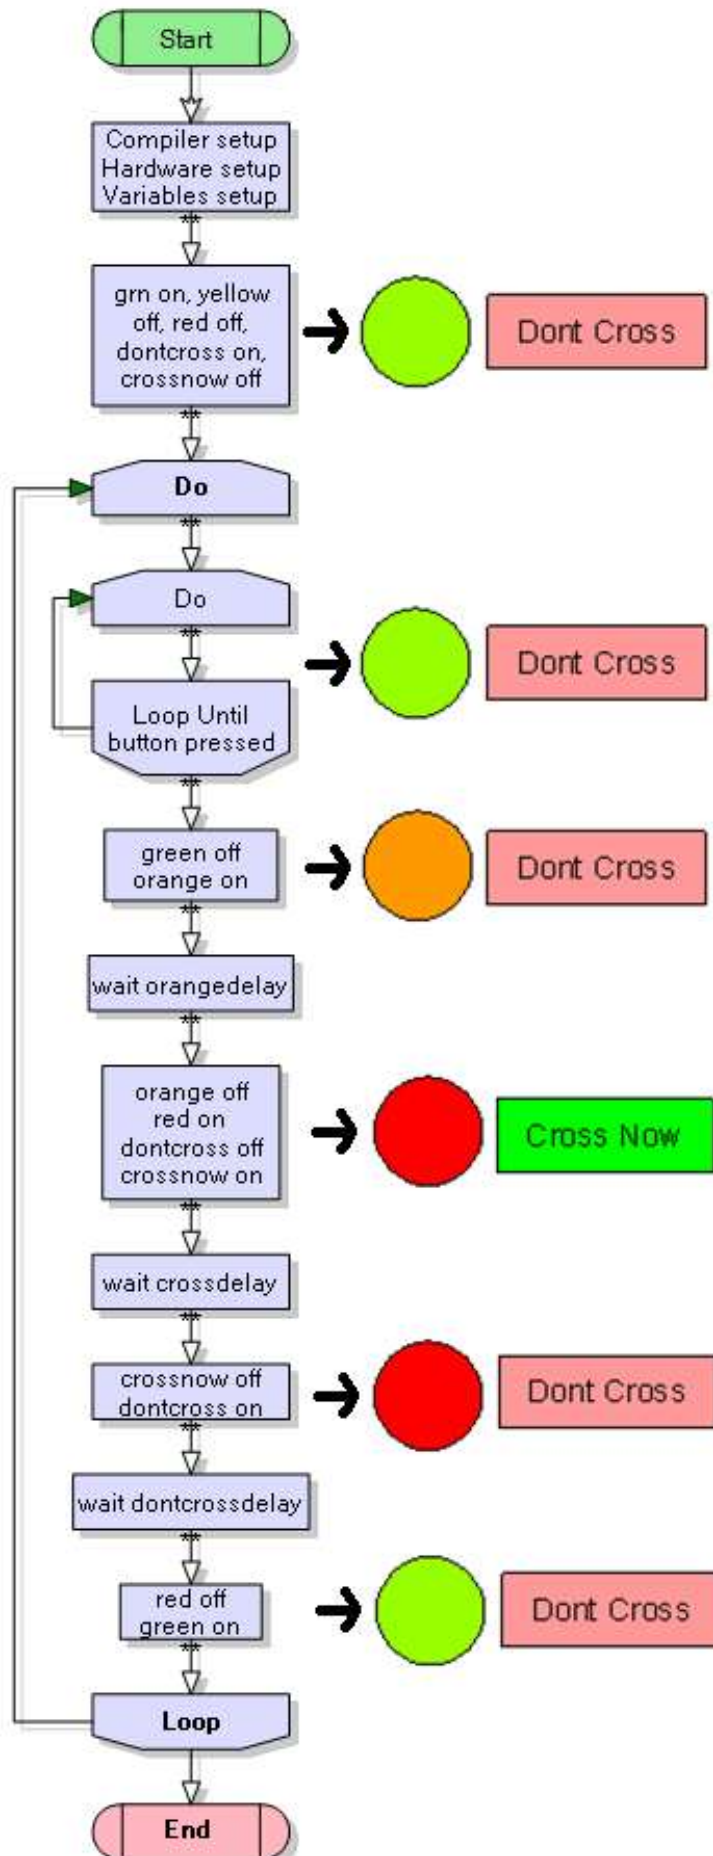 Start
Compiler setup
Hardware setup
Variables setup
**
grn on, yellow
off, red off,
dontcross on,
crossnow off
Dont Cross
**
Do
**
Do
**
Dont Cross
Loop Until
button pressed
**
green off
orange on
Dont Cross
**
wait orangedelay
**
orange off
red on
dontcross off
crossnow on
Cross Now
**
wait crossdelay
**
crossnow off
dontcross on
Dont Cross
**
wait dontcrossdelay
**
red off
green on
Dont Cross
**
Loop
End